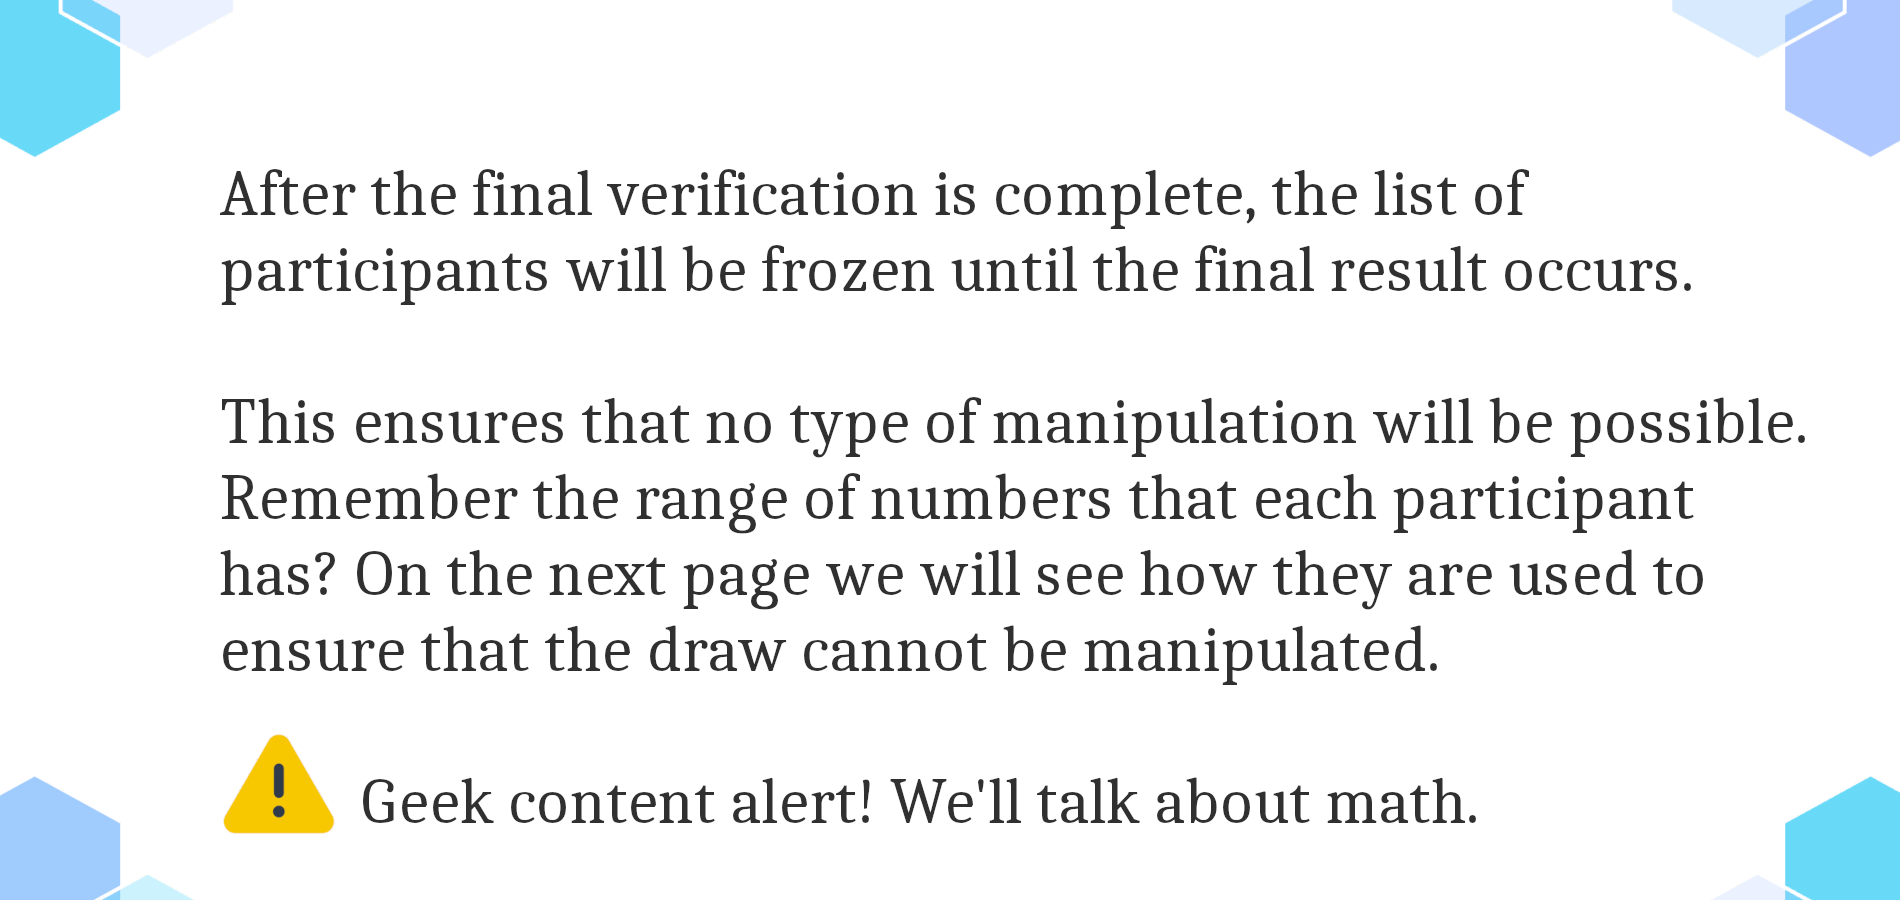 After the final verification is complete, the list of
participants will be frozen until the final result occurs.
This ensures that no type of manipulation will be possible.
Remember the range of numbers that each participant
has? On the next page we will see how they are used to
ensure that the draw cannot be manipulated.
Geek content alert! We'll talk about math.